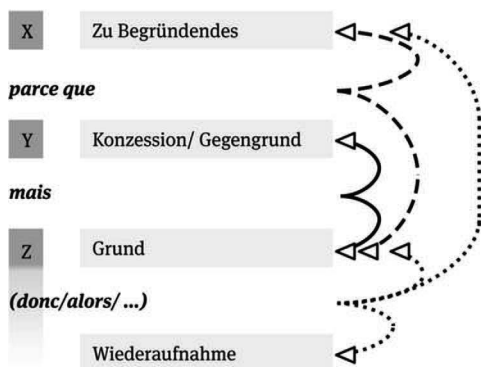 X Zu Begründendes
parce que
Y Konzession/ Gegengrund
mais
Z Grund
(donc/alors/ ...)
Wiederaufnahme